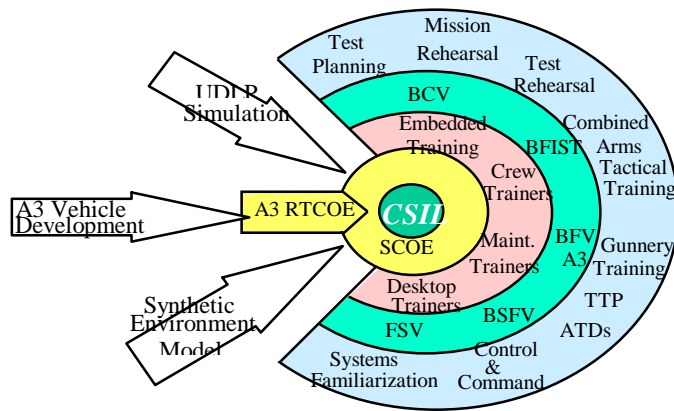 UDLP
Simulation
A3 Vehicle
Development
Synthetic
Environment
Model
A3 RTCOE
CSIL
SCOE
Embedded
Training
Crew
Trainers
Maint.
Trainers
Desktop
Trainers
BCV
BFIST
BFV
A3
BSFV
FSV
Test
Planning
Mission
Rehearsal
Test
Rehearsal
Combined
Arms
Tactical
Training
Gunnery
Training
TTP
ATDs
Control
&
Command
Systems
Familiarization